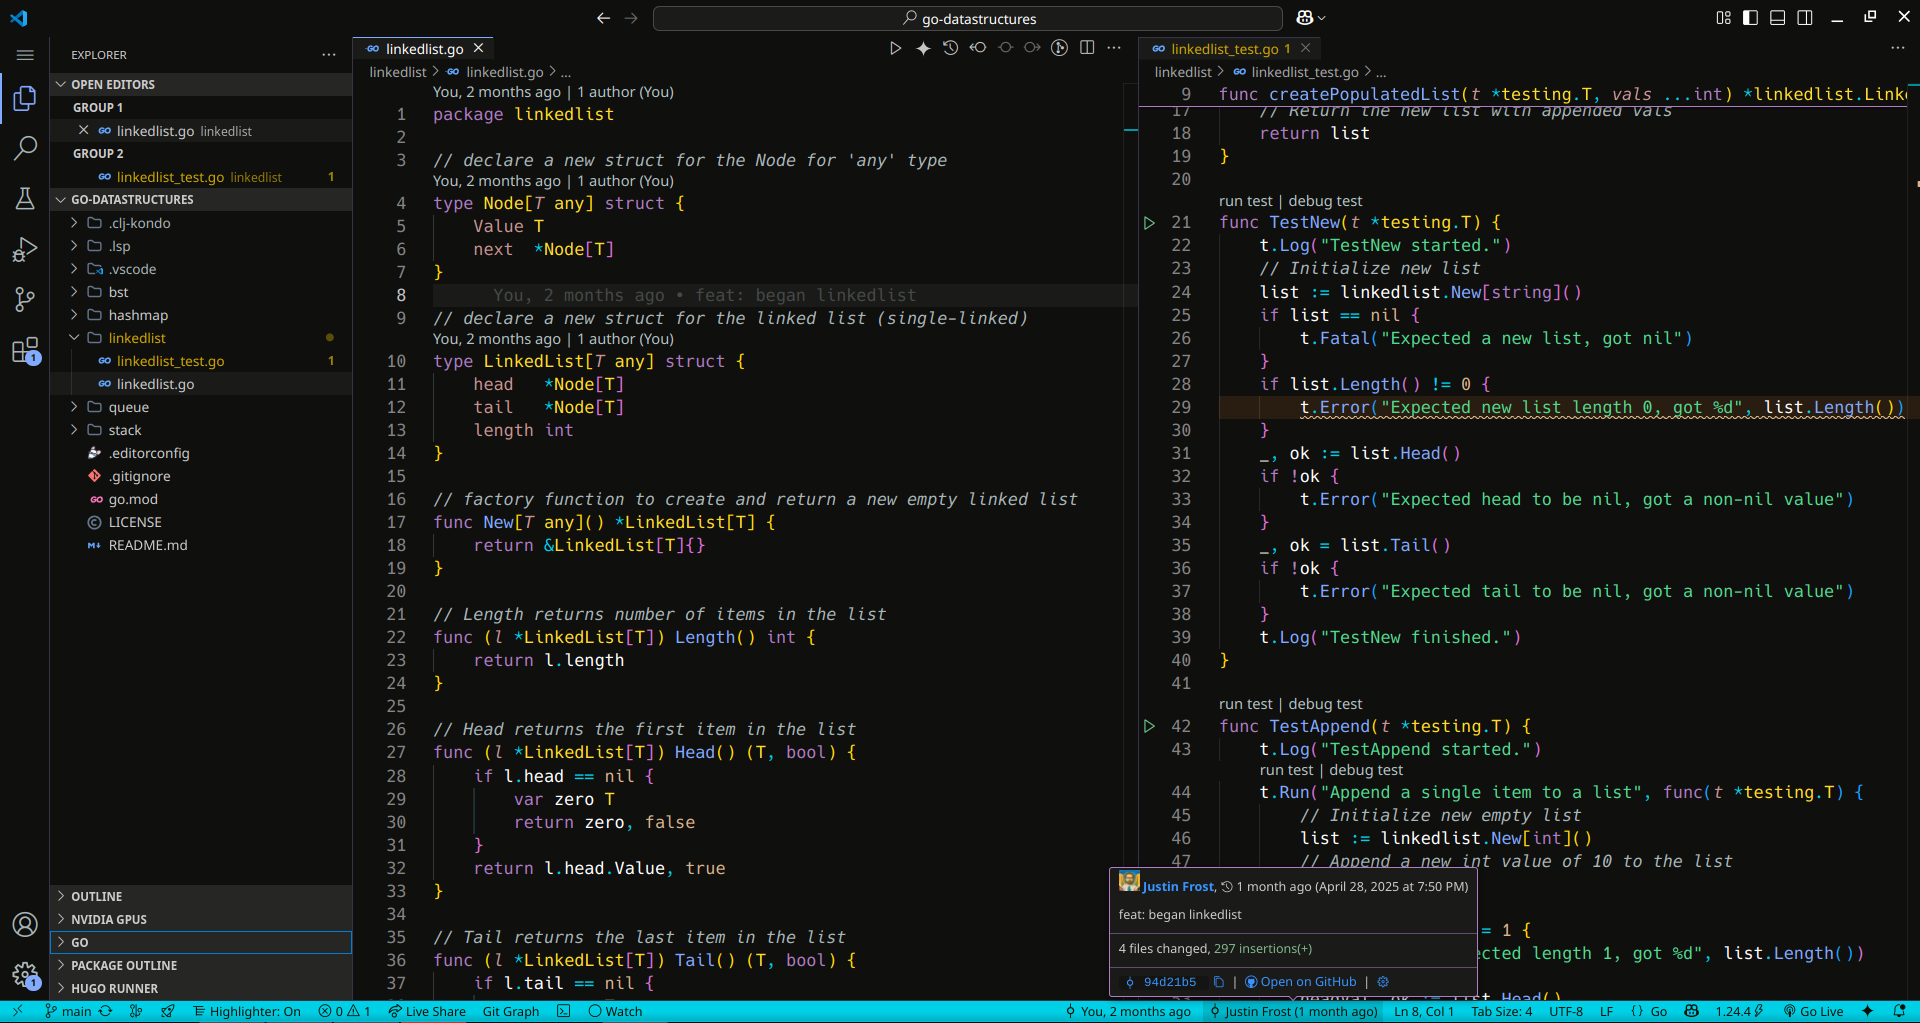 go-datastructures
EXPLORER
OPEN EDITORS
GROUP 1
linkedlist.go linkedlist
GROUP 2
linkedlist_test.go linkedlist 1
GO-DATASTRUCTURES
.clj-kondo
.lsp
.vscode
bst
hashmap
linkedlist
linkedlist_test.go 1
linkedlist.go
queue
stack
.editorconfig
.gitignore
go.mod
LICENSE
README.md
OUTLINE
NVIDIA GPUS
GO
PACKAGE OUTLINE
HUGO RUNNER
linkedlist.go
linkedlist > linkedlist.go > ...
You, 2 months ago | 1 author (You)
1 package linkedlist
2
3 // declare a new struct for the Node for 'any' type
You, 2 months ago | 1 author (You)
4 type Node[T any] struct {
5 Value T
6 next *Node[T]
7 }
8 You, 2 months ago • feat: began linkedlist
9 // declare a new struct for the linked list (single-linked)
You, 2 months ago | 1 author (You)
10 type LinkedList[T any] struct {
11 head *Node[T]
12 tail *Node[T]
13 length int
14 }
15
16 // factory function to create and return a new empty linked list
17 func New[T any]() *LinkedList[T] {
18 return &LinkedList[T]{}
19 }
20
21 // Length returns number of items in the list
22 func (l *LinkedList[T]) Length() int {
23 return l.length
24 }
25
26 // Head returns the first item in the list
27 func (l *LinkedList[T]) Head() (T, bool) {
28 if l.head == nil {
29 var zero T
30 return zero, false
31 }
32 return l.head.Value, true
33 }
34
35 // Tail returns the last item in the list
36 func (l *LinkedList[T]) Tail() (T, bool) {
37 if l.tail == nil {
linkedlist_test.go 1
linkedlist > linkedlist_test.go > ...
9 func createPopulatedList(t *testing.T, vals ...int) *linkedlist.Link
17 // Return the new list with appended vals
18 return list
19 }
20
run test | debug test
21 func TestNew(t *testing.T) {
22 t.Log("TestNew started.")
23 // Initialize new list
24 list := linkedlist.New[string]()
25 if list == nil {
26 t.Fatal("Expected a new list, got nil")
27 }
28 if list.Length() != 0 {
29 t.Error("Expected new list length 0, got %d", list.Length())
30 }
31 _, ok := list.Head()
32 if !ok {
33 t.Error("Expected head to be nil, got a non-nil value")
34 }
35 _, ok = list.Tail()
36 if !ok {
37 t.Error("Expected tail to be nil, got a non-nil value")
38 }
39 t.Log("TestNew finished.")
40 }
41
run test | debug test
42 func TestAppend(t *testing.T) {
43 t.Log("TestAppend started.")
run test | debug test
44 t.Run("Append a single item to a list", func(t *testing.T) {
45 // Initialize new empty list
46 list := linkedlist.New[int]()
47 // Append a new int value of 10 to the list
= 1 {
cted length 1, got %d", list.Length())
list.Head()
Justin Frost, 1 month ago (April 28, 2025 at 7:50 PM)
feat: began linkedlist
4 files changed, 297 insertions(+)
94d21b5 | Open on GitHub |
main Highlighter: On 0 1 Live Share Git Graph Watch You, 2 months ago Justin Frost (1 month ago) Ln 8, Col 1 Tab Size: 4 UTF-8 LF {} Go 1.24.4 Go Live